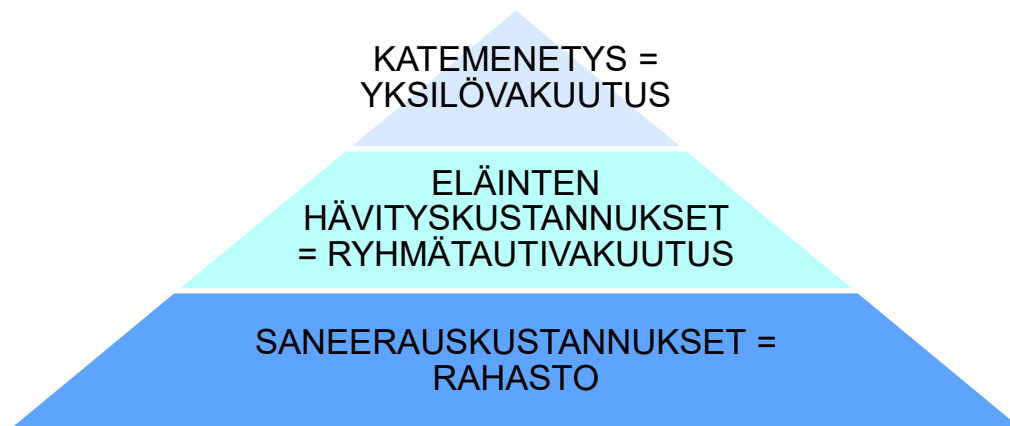 KATEMENETYS =
YKSILÖVAKUUTUS
ELÄINTEN
HÄVITYSKUSTANNUKSET
= RYHMÄTAUTIVAKUUTUS
SANEERAUSKUSTANNUKSET =
RAHASTO